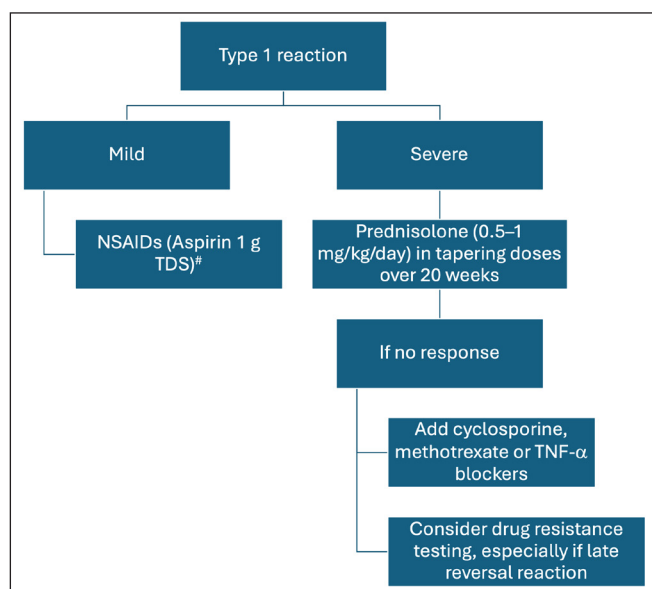 Type 1 reaction
Mild
Severe
NSAIDs (Aspirin 1 g
TDS)#
Prednisolone (0.5–1
mg/kg/day) in tapering doses
over 20 weeks
If no response
Add cyclosporine,
methotrexate or TNF-α
blockers
Consider drug resistance
testing, especially if late
reversal reaction